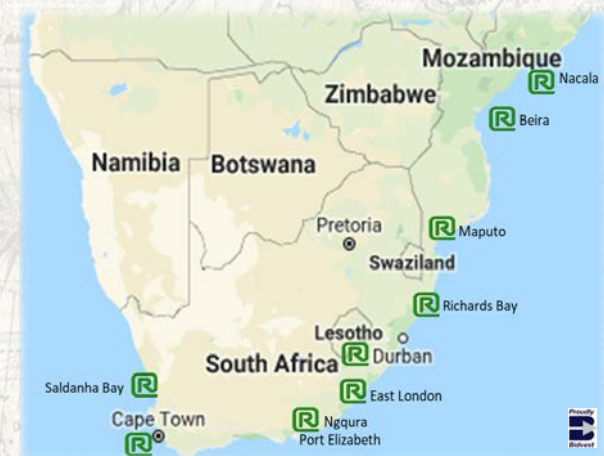 Mozambique
Nacala
Zimbabwe
Beira
Namibia
Botswana
Pretoria
Maputo
Swaziland
Richards Bay
Lesotho
Durban
South Africa
Saldanha Bay
East London
Cape Town
Ngqura
Port Elizabeth
R
R
R
R
R
R
R
R
R
Proudly
Bidvest